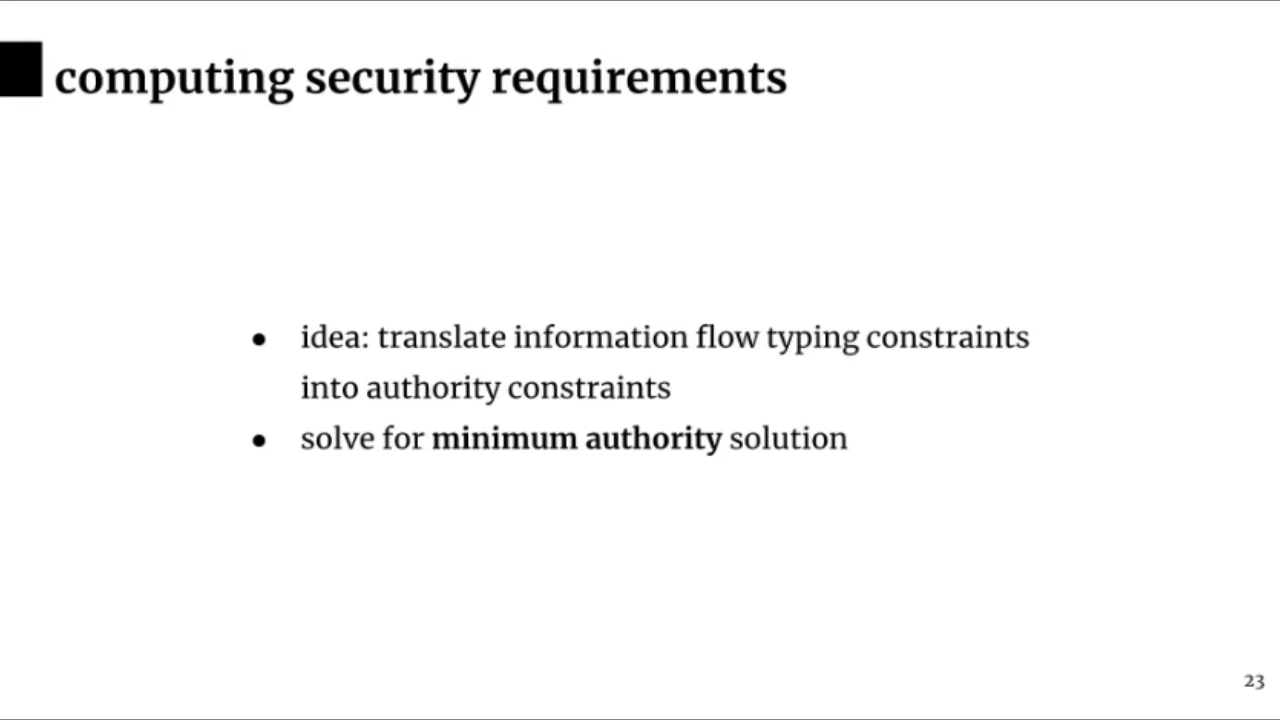 computing security requirements
● idea: translate information flow typing constraints
into authority constraints
● solve for minimum authority solution
23